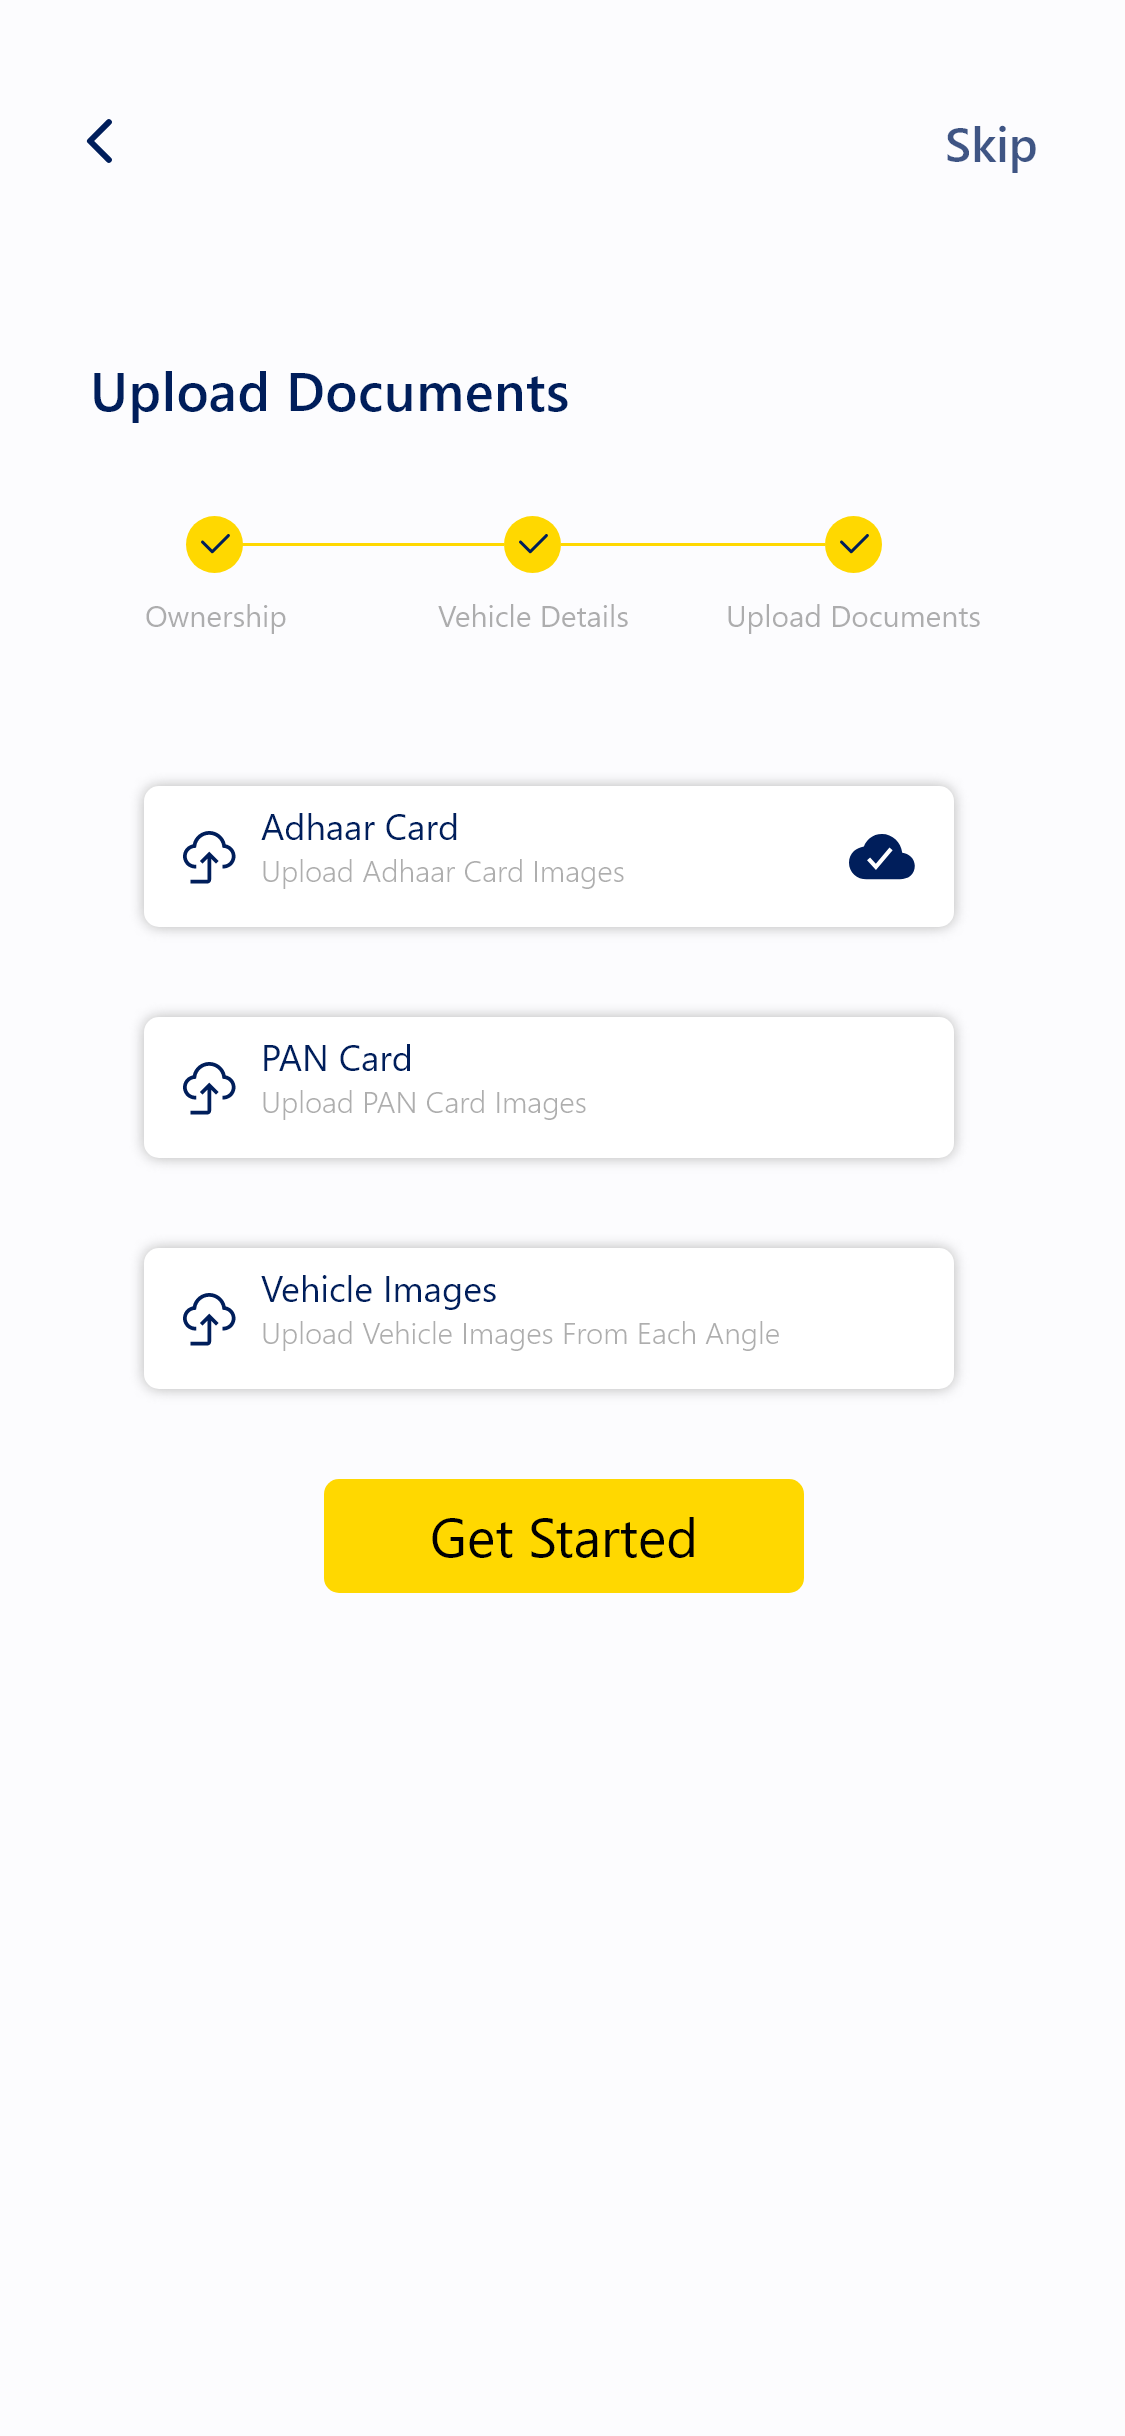 Skip
Upload Documents
Ownership
Vehicle Details
Upload Documents
Adhaar Card
Upload Adhaar Card Images
PAN Card
Upload PAN Card Images
Vehicle Images
Upload Vehicle Images From Each Angle
Get Started